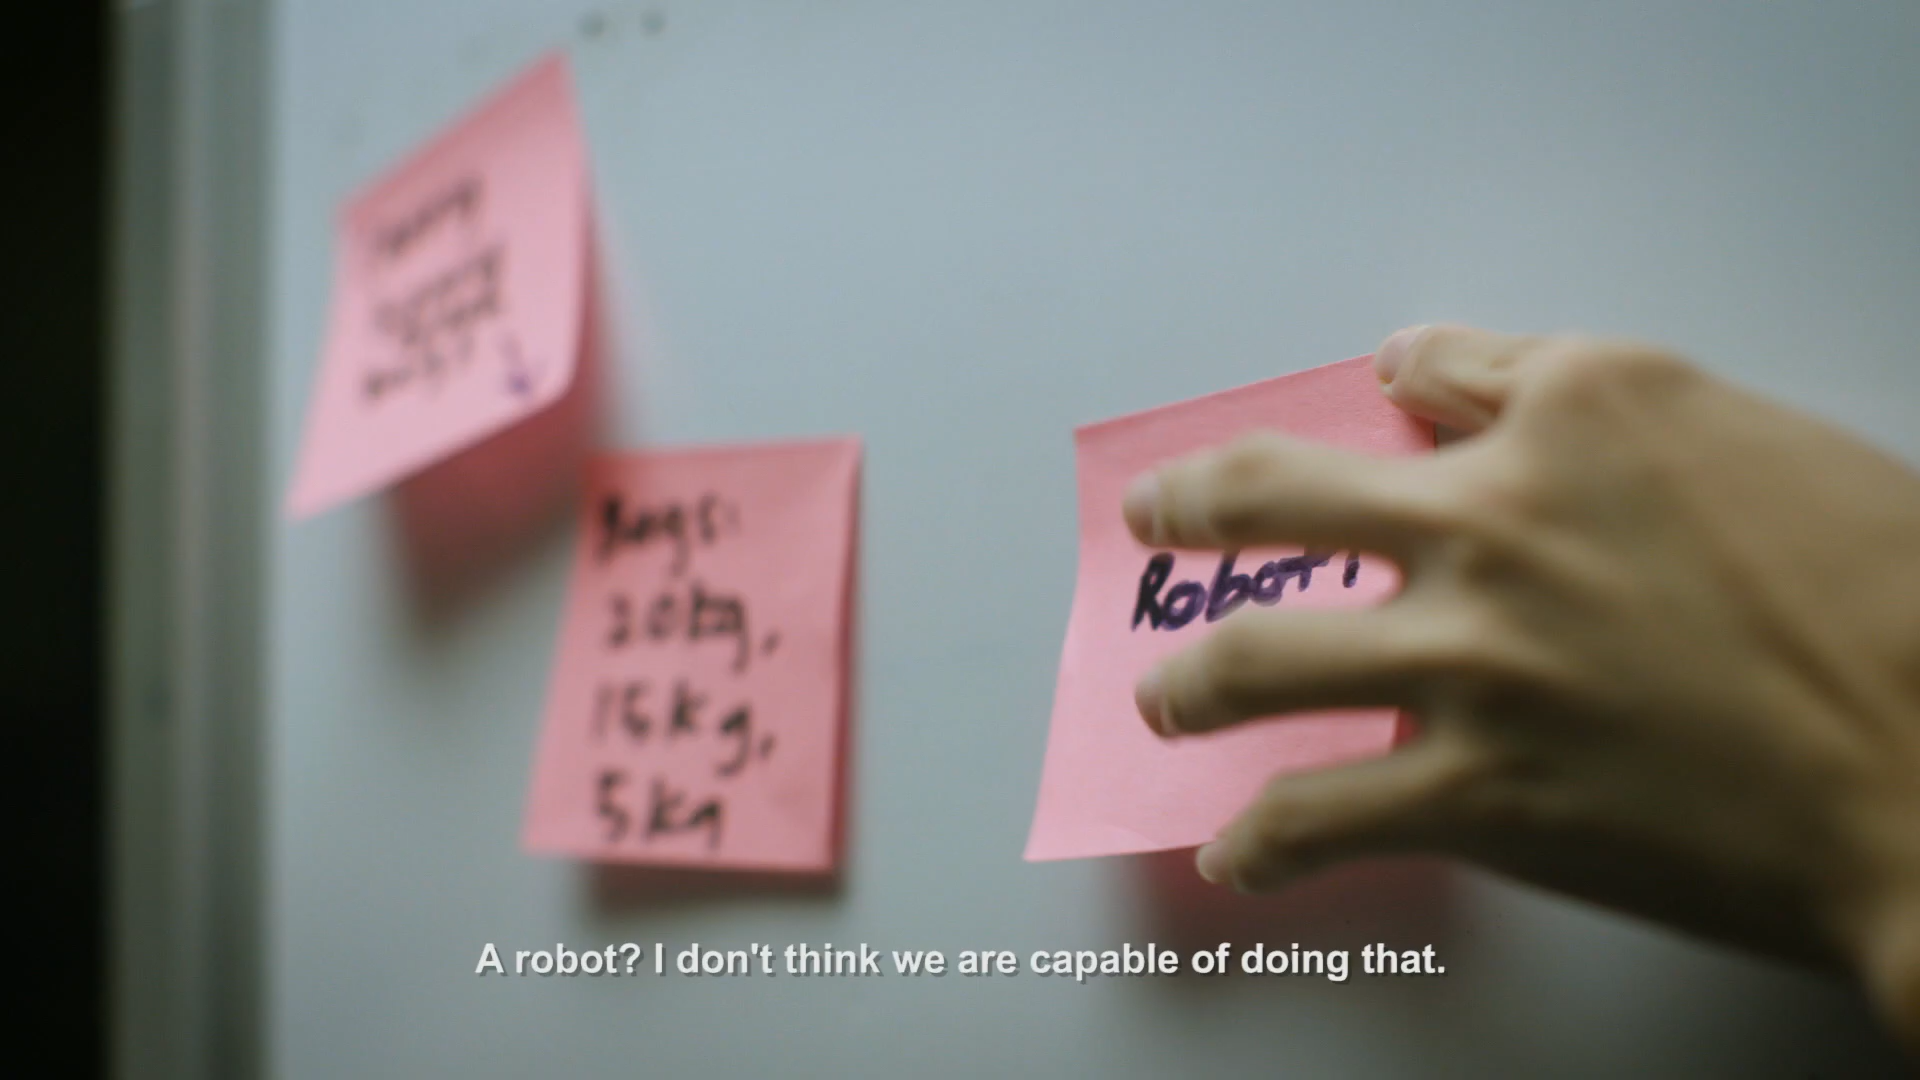 Bags:
20kg,
15kg,
5kg
Robot?
A robot? I don't think we are capable of doing that.